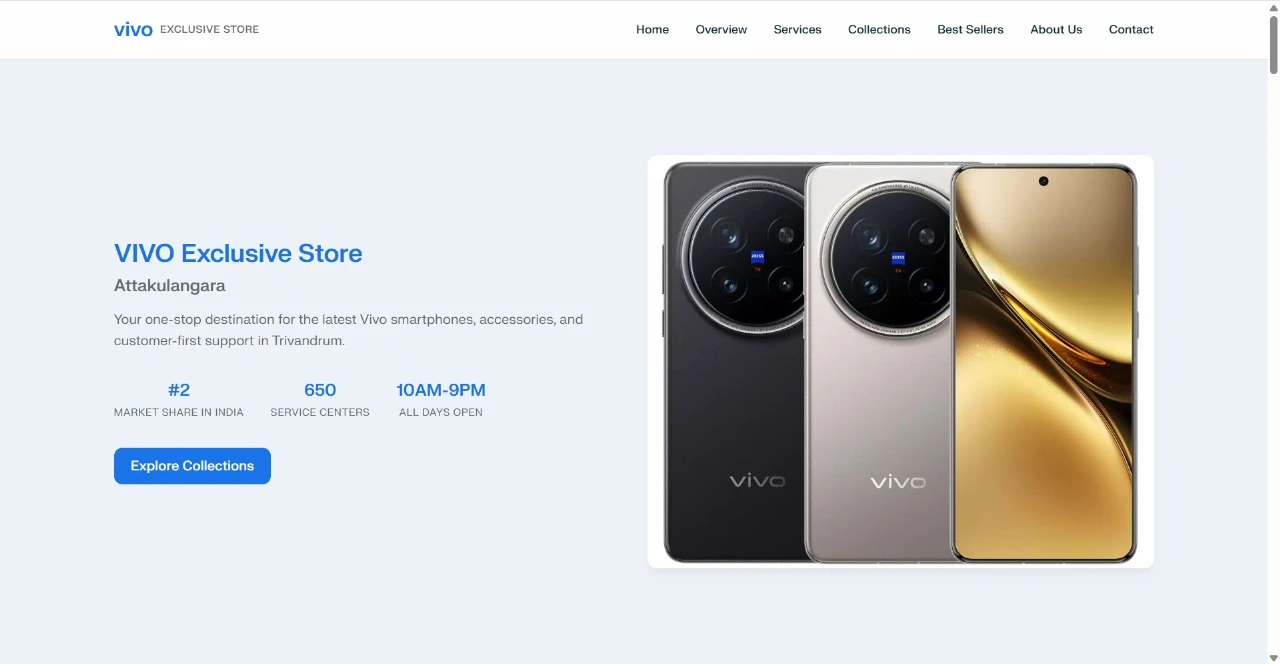 vivo EXCLUSIVE STORE
Home Overview Services Collections Best Sellers About Us Contact
VIVO Exclusive Store
Attakulangara
Your one-stop destination for the latest Vivo smartphones, accessories, and
customer-first support in Trivandrum.
#2 650 10AM-9PM
MARKET SHARE IN INDIA SERVICE CENTERS ALL DAYS OPEN
Explore Collections
ZEISS ZEISS
vivo vivo